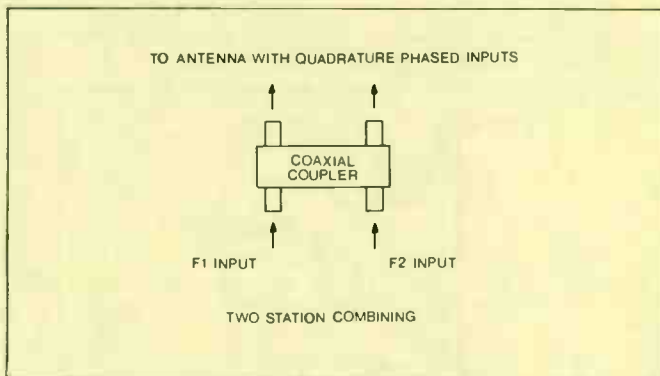 TO ANTENNA WITH QUADRATURE PHASED INPUTS
COAXIAL
COUPLER
F1 INPUT F2 INPUT
TWO STATION COMBINING